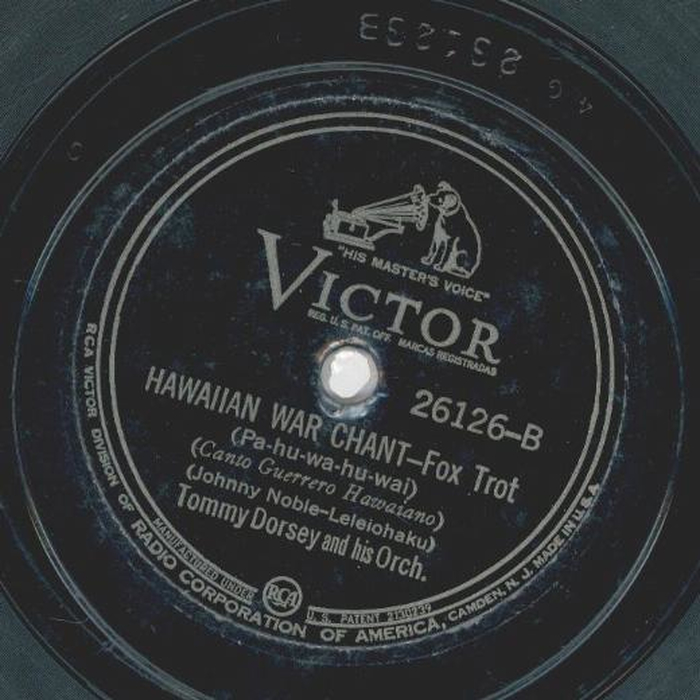 "HIS MASTER'S VOICE"
VICTOR
REG. U. S. PAT. OFF. MARCAS REGISTRADAS
26126-B
HAWAIIAN WAR CHANT-Fox Trot
(Pa-hu-wa-hu-wai)
(Canto Guerrero Hawaiano)
(Johnny Noble-Leleiohaku)
Tommy Dorsey and his Orch.
RCA VICTOR DIVISION OF RADIO CORPORATION OF AMERICA, CAMDEN, N. J. MADE IN U. S. A.
MANUFACTURED UNDER RCA U. S. PATENT 2130239